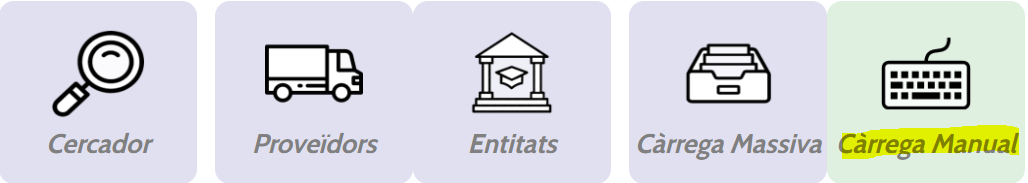 Cercador
Proveïdors
Entitats
Càrrega Massiva
Càrrega Manual